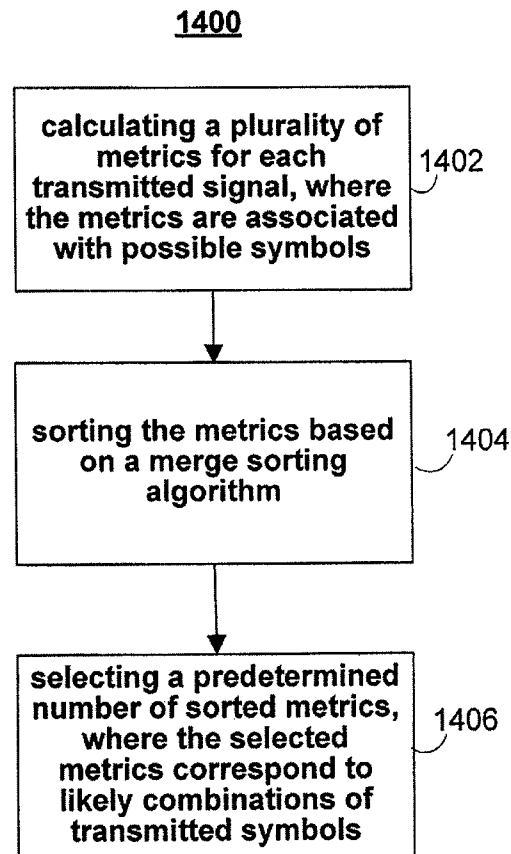 1400
calculating a plurality of
metrics for each
transmitted signal, where
the metrics are associated
with possible symbols
1402
sorting the metrics based
on a merge sorting
algorithm
1404
selecting a predetermined
number of sorted metrics,
where the selected
metrics correspond to
likely combinations of
transmitted symbols
1406